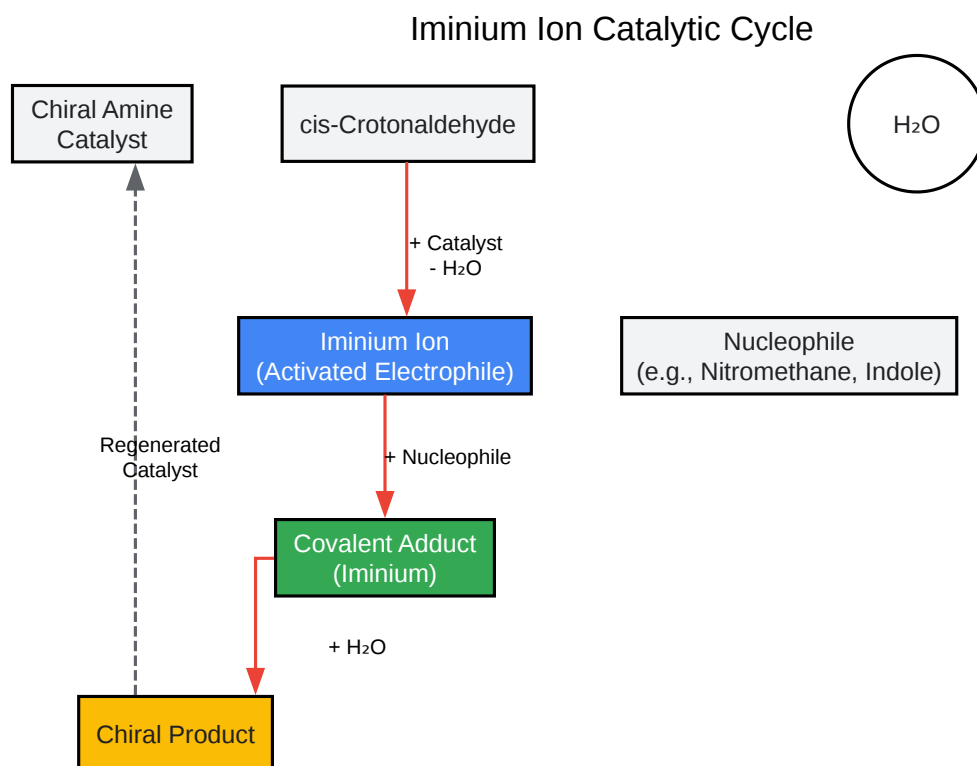 Iminium Ion Catalytic Cycle
Chiral Amine
Catalyst
cis-Crotonaldehyde
H₂O
+ Catalyst
- H₂O
Iminium Ion
(Activated Electrophile)
Nucleophile
(e.g., Nitromethane, Indole)
Regenerated
Catalyst
+ Nucleophile
Covalent Adduct
(Iminium)
+ H₂O
Chiral Product